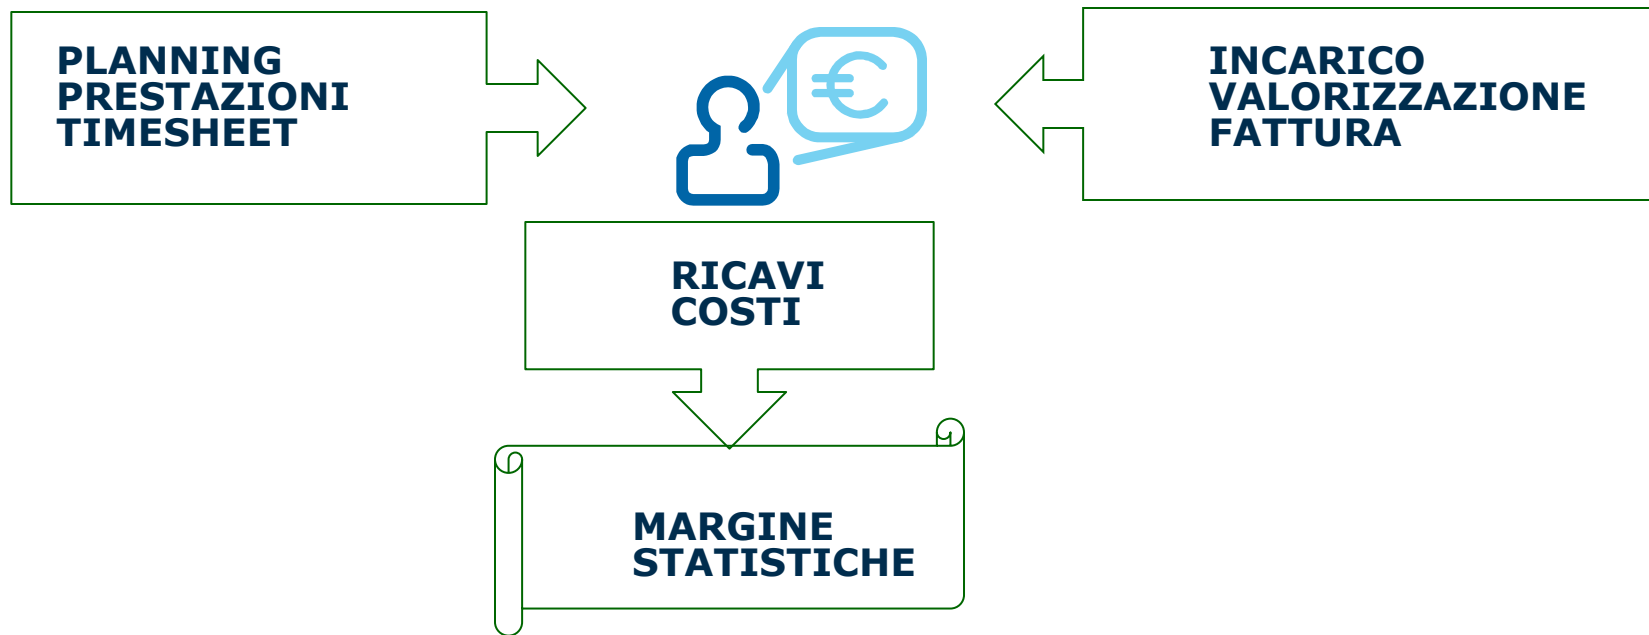 PLANNING
PRESTAZIONI
TIMESHEET
INCARICO
VALORIZZAZIONE
FATTURA
RICAVI
COSTI
MARGINE
STATISTICHE